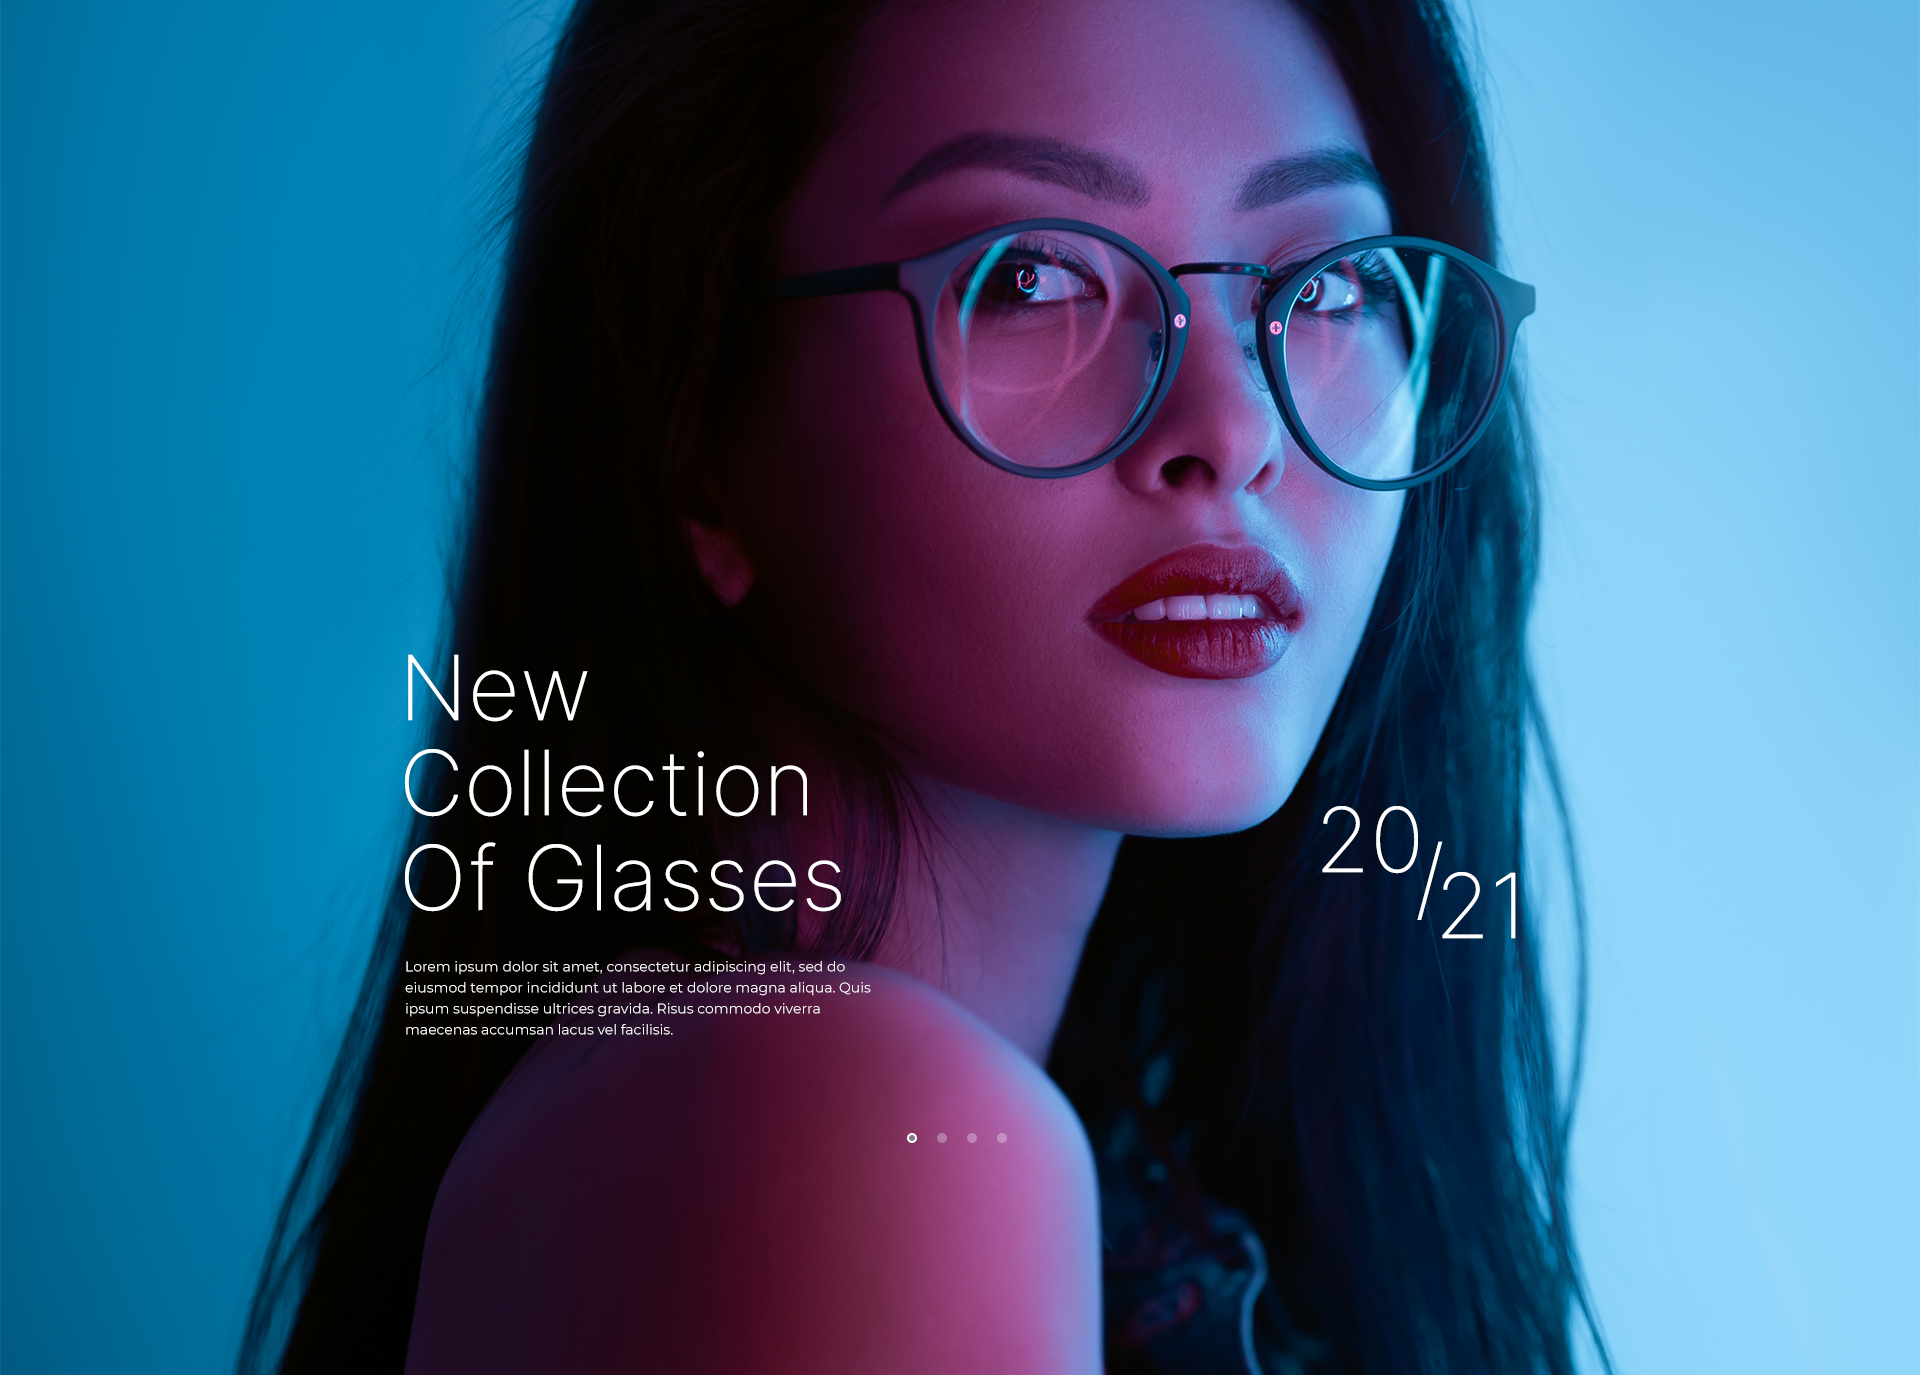 New
Collection
Of Glasses
20/21
Lorem ipsum dolor sit amet, consectetur adipiscing elit, sed do
eiusmod tempor incididunt ut labore et dolore magna aliqua. Quis
ipsum suspendisse ultrices gravida. Risus commodo viverra
maecenas accumsan lacus vel facilisis.